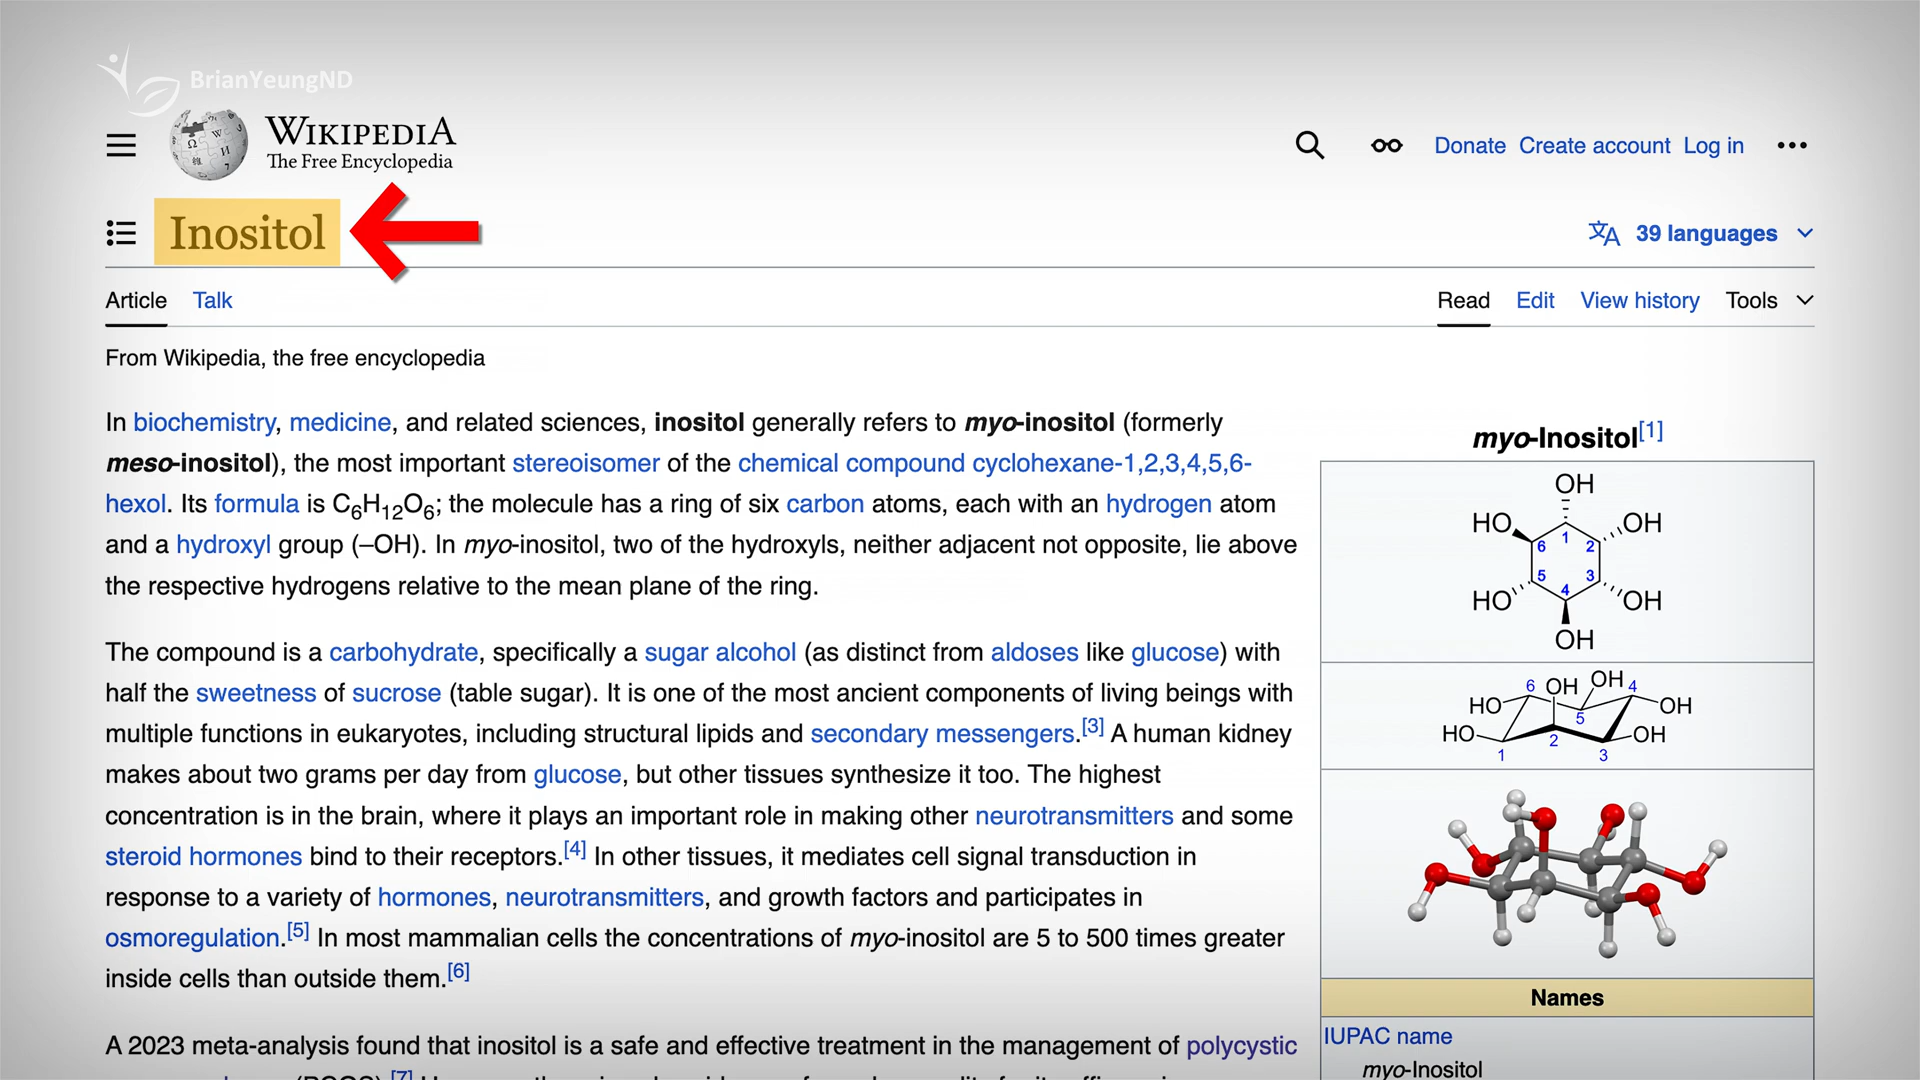 BrianYeungND
WIKIPEDIA
The Free Encyclopedia
Donate Create account Log in
Inositol
39 languages
Article Talk
Read Edit View history Tools
From Wikipedia, the free encyclopedia
In biochemistry, medicine, and related sciences, inositol generally refers to myo-inositol (formerly
meso-inositol), the most important stereoisomer of the chemical compound cyclohexane-1,2,3,4,5,6-
hexol. Its formula is C6H12O6; the molecule has a ring of six carbon atoms, each with an hydrogen atom
and a hydroxyl group (–OH). In myo-inositol, two of the hydroxyls, neither adjacent not opposite, lie above
the respective hydrogens relative to the mean plane of the ring.
The compound is a carbohydrate, specifically a sugar alcohol (as distinct from aldoses like glucose) with
half the sweetness of sucrose (table sugar). It is one of the most ancient components of living beings with
multiple functions in eukaryotes, including structural lipids and secondary messengers.[3] A human kidney
makes about two grams per day from glucose, but other tissues synthesize it too. The highest
concentration is in the brain, where it plays an important role in making other neurotransmitters and some
steroid hormones bind to their receptors.[4] In other tissues, it mediates cell signal transduction in
response to a variety of hormones, neurotransmitters, and growth factors and participates in
osmoregulation.[5] In most mammalian cells the concentrations of myo-inositol are 5 to 500 times greater
inside cells than outside them.[6]
A 2023 meta-analysis found that inositol is a safe and effective treatment in the management of polycystic
myo-Inositol[1]
OH
HO OH
6 1 2
5 4 3
HO OH
OH
6 OH OH 4
HO 5 OH
HO 2 OH
1 3
Names
IUPAC name
myo-Inositol